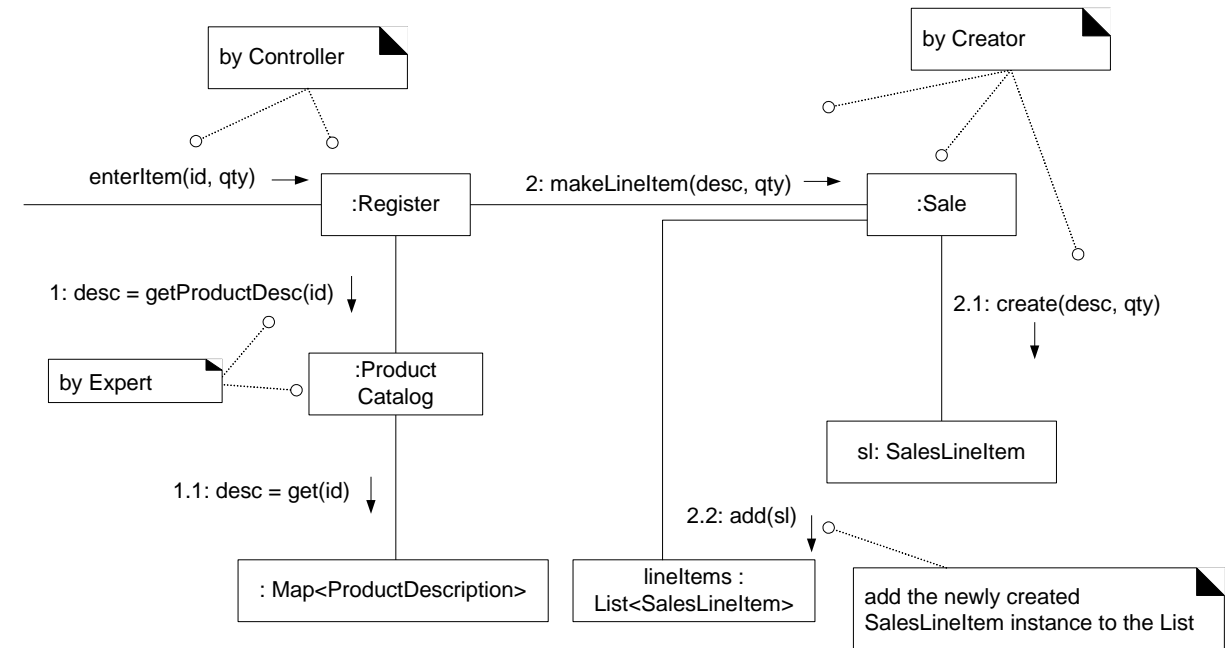 by Controller
by Creator
enterItem(id, qty)
2: makeLineItem(desc, qty)
:Register
:Sale
1: desc = getProductDesc(id)
2.1: create(desc, qty)
by Expert
:Product
Catalog
sl: SalesLineItem
1.1: desc = get(id)
2.2: add(sl)
: Map<ProductDescription>
lineItems :
List<SalesLineItem>
add the newly created
SalesLineItem instance to the List